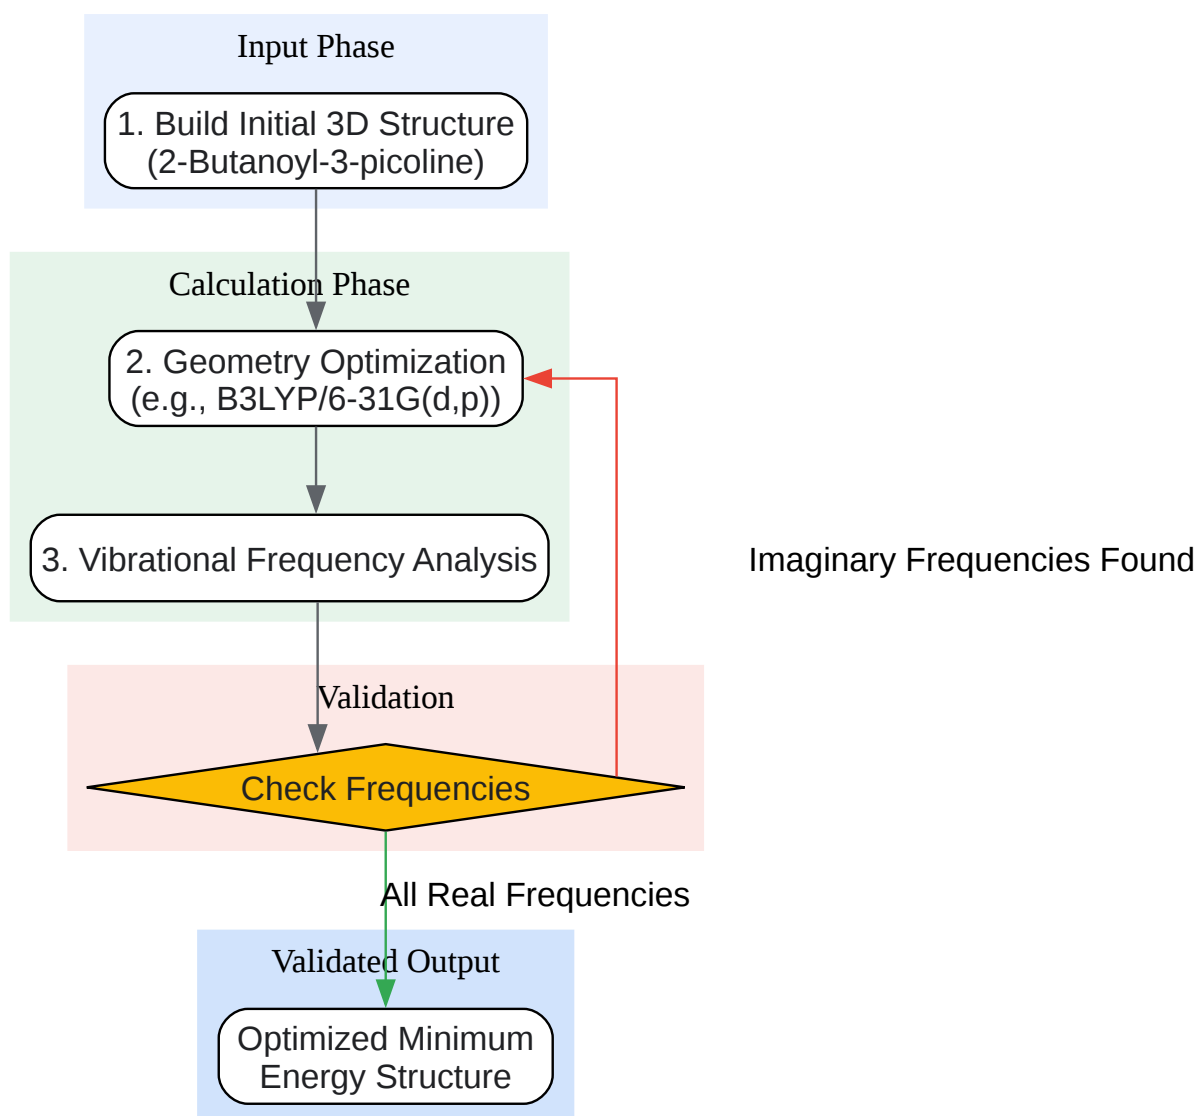 Input Phase
1. Build Initial 3D Structure
(2-Butanoyl-3-picoline)
Calculation Phase
2. Geometry Optimization
(e.g., B3LYP/6-31G(d,p))
3. Vibrational Frequency Analysis
Imaginary Frequencies Found
Validation
Check Frequencies
All Real Frequencies
Validated Output
Optimized Minimum
Energy Structure